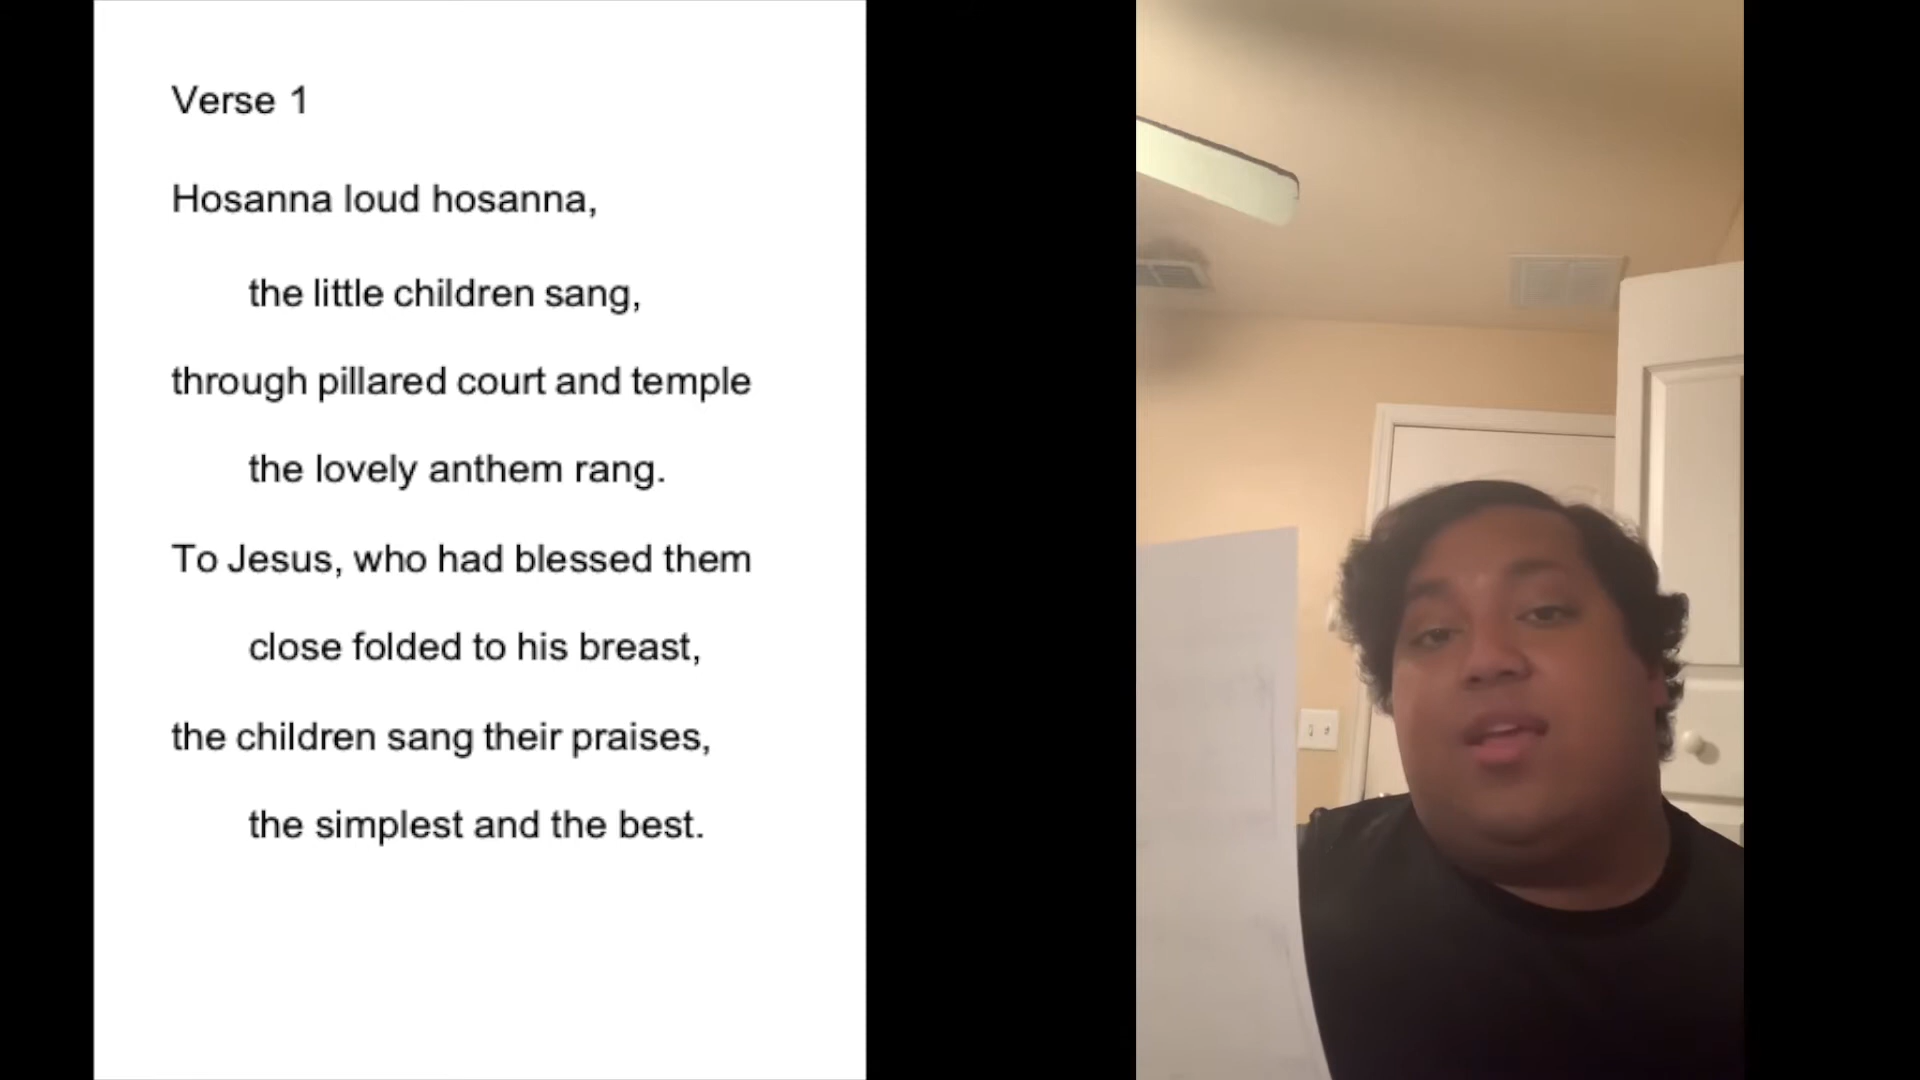 Verse 1
Hosanna loud hosanna,
the little children sang,
through pillared court and temple
the lovely anthem rang.
To Jesus, who had blessed them
close folded to his breast,
the children sang their praises,
the simplest and the best.